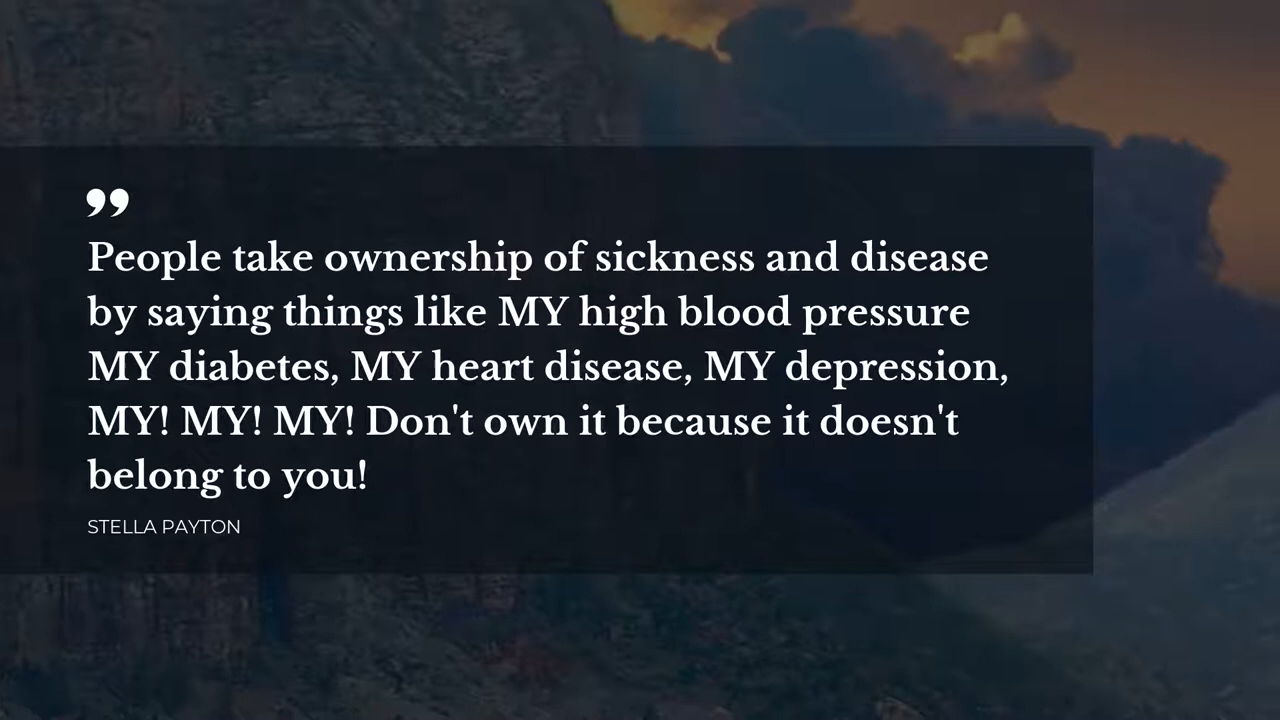 ”
People take ownership of sickness and disease
by saying things like MY high blood pressure
MY diabetes, MY heart disease, MY depression,
MY! MY! MY! Don't own it because it doesn't
belong to you!
STELLA PAYTON